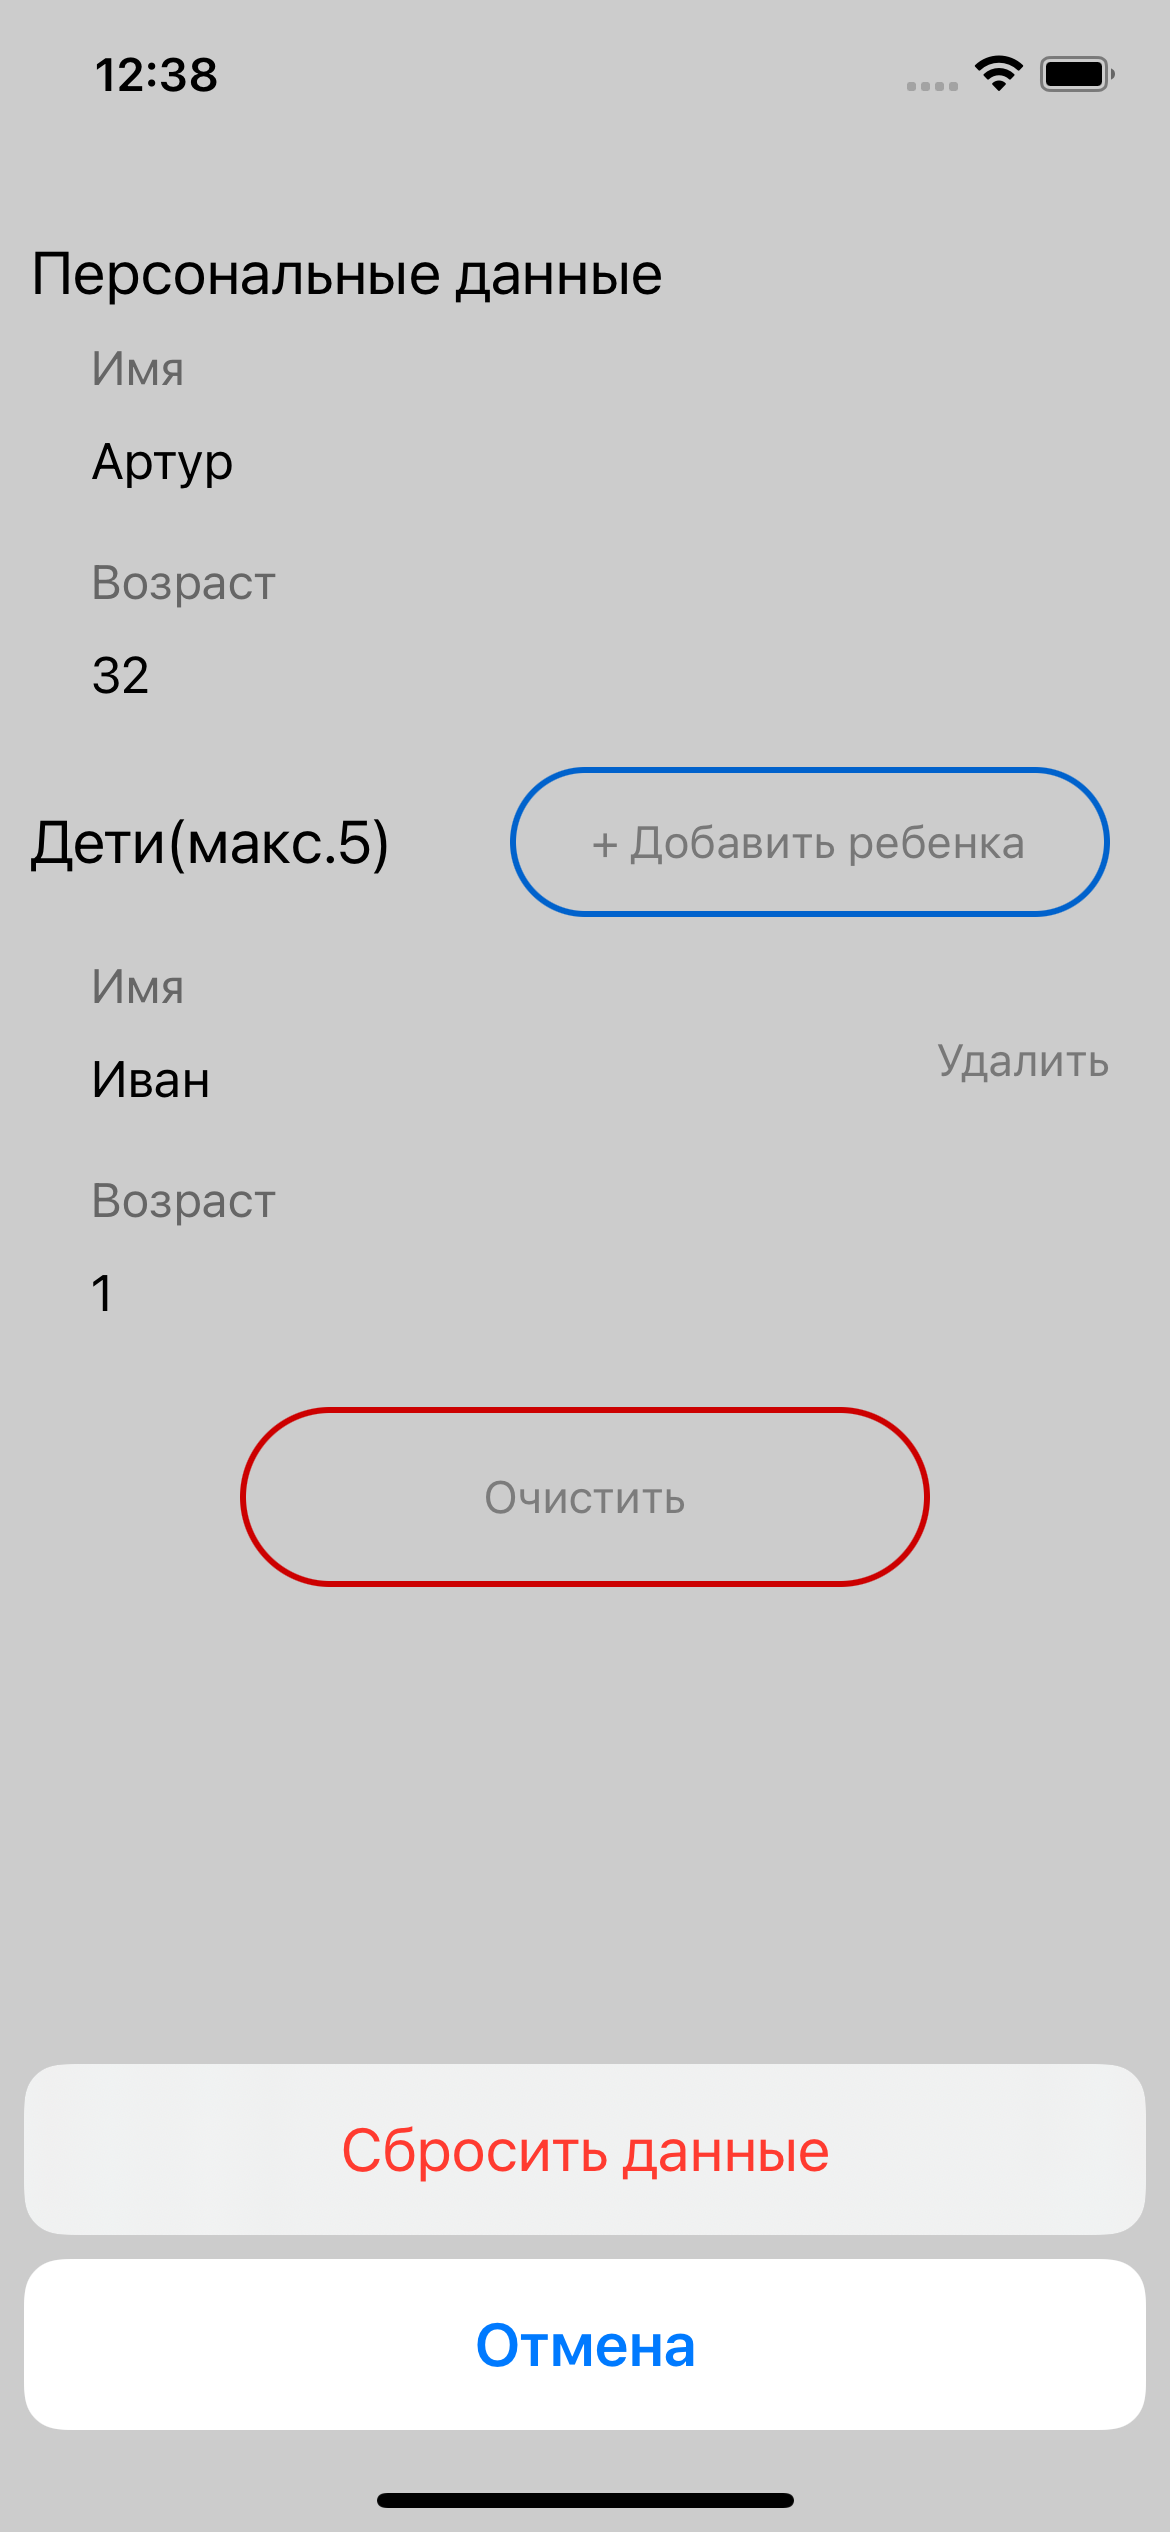 12:38
Персональные данные
Имя
Артур
Возраст
32
Дети(макс.5)
+ Добавить ребенка
Имя
Иван
Удалить
Возраст
1
Очистить
Сбросить данные
Отмена